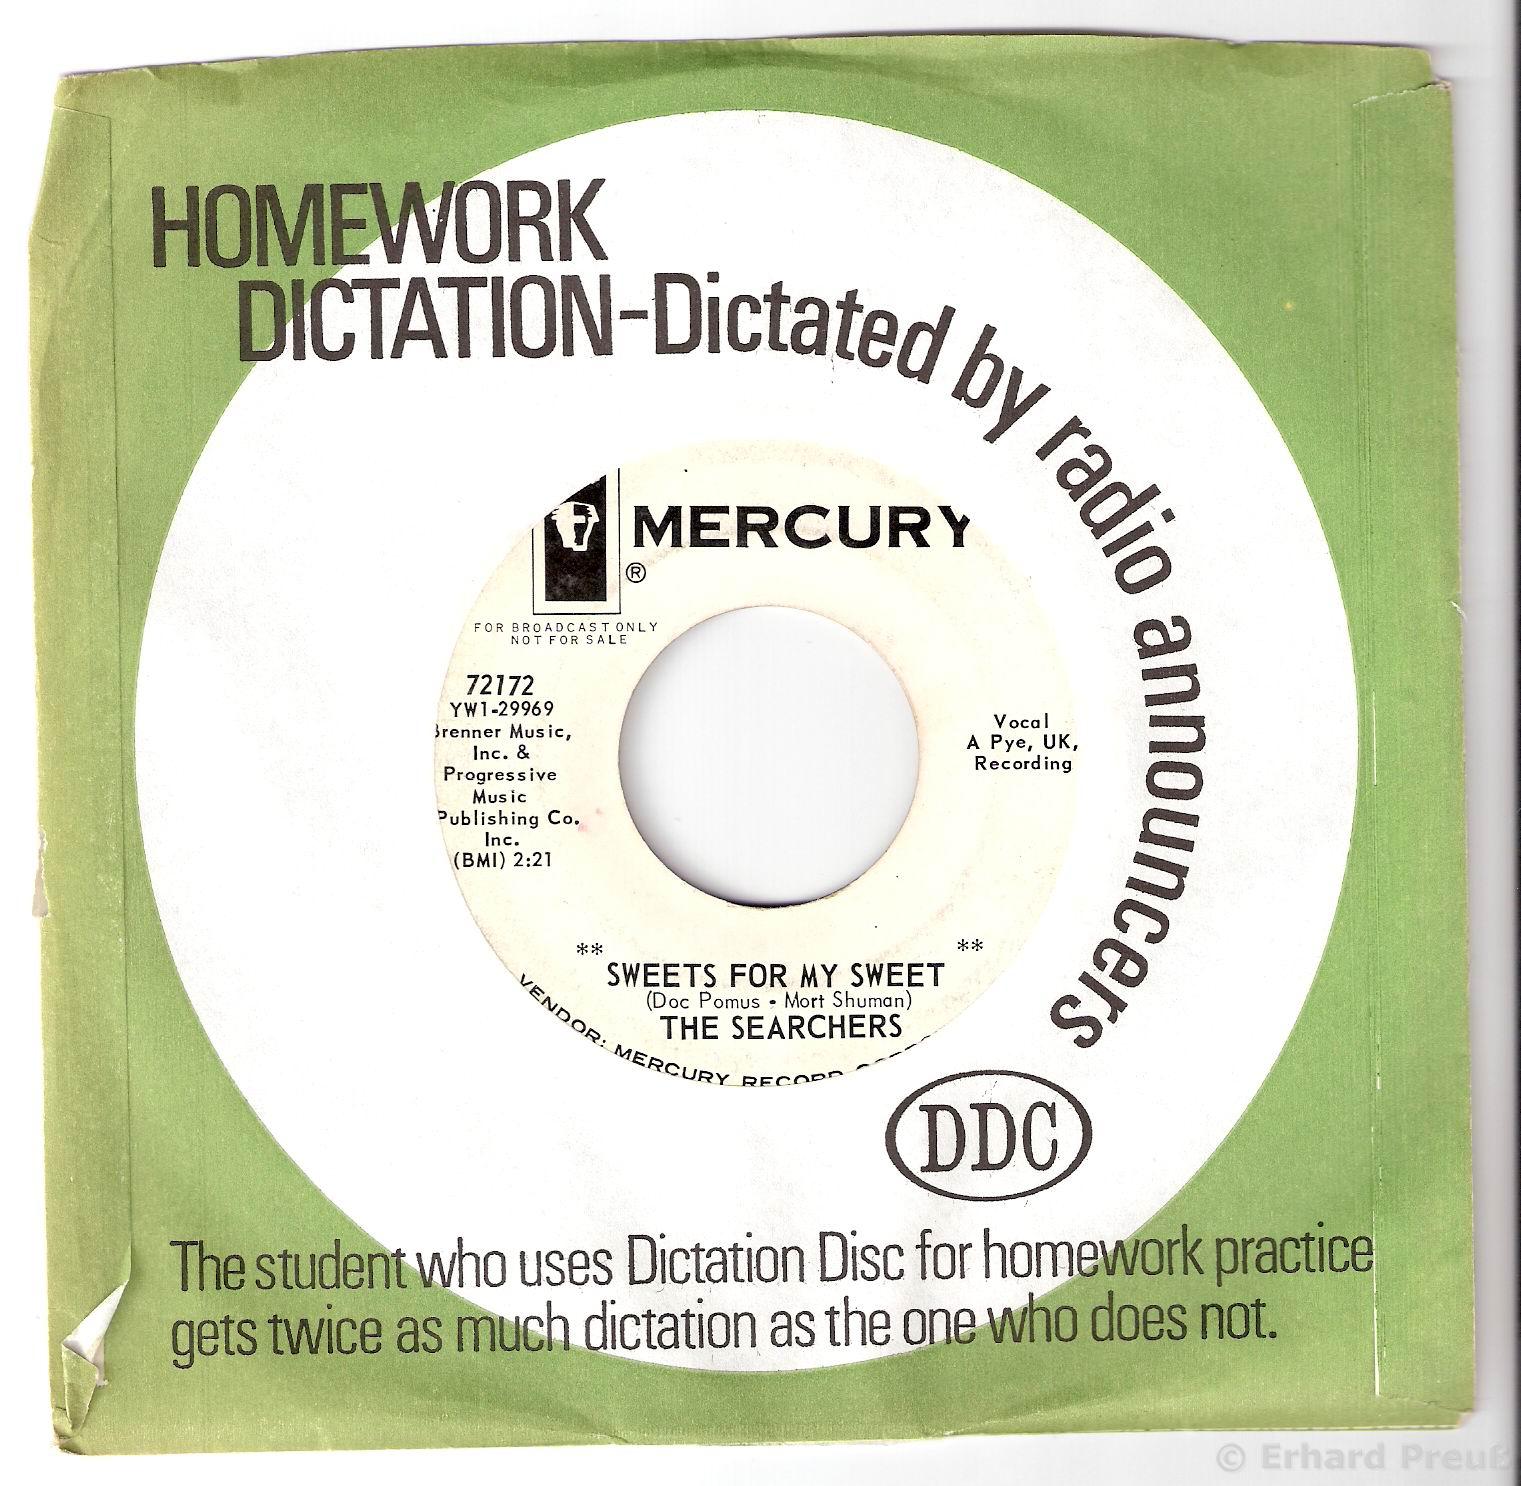 HOMEWORK
DICTATION-Dictated by radio announcers
MERCURY
®
FOR BROADCAST ONLY
NOT FOR SALE
72172
YW1-29969
Brenner Music,
Inc. &
Progressive
Music
Publishing Co.
Inc.
(BMI) 2:21
Vocal
A Pye, UK,
Recording
** SWEETS FOR MY SWEET **
(Doc Pomus • Mort Shuman)
THE SEARCHERS
VENDOR: MERCURY RECORD
DDC
The student who uses Dictation Disc for homework practice
gets twice as much dictation as the one who does not.
© Erhard Preuß